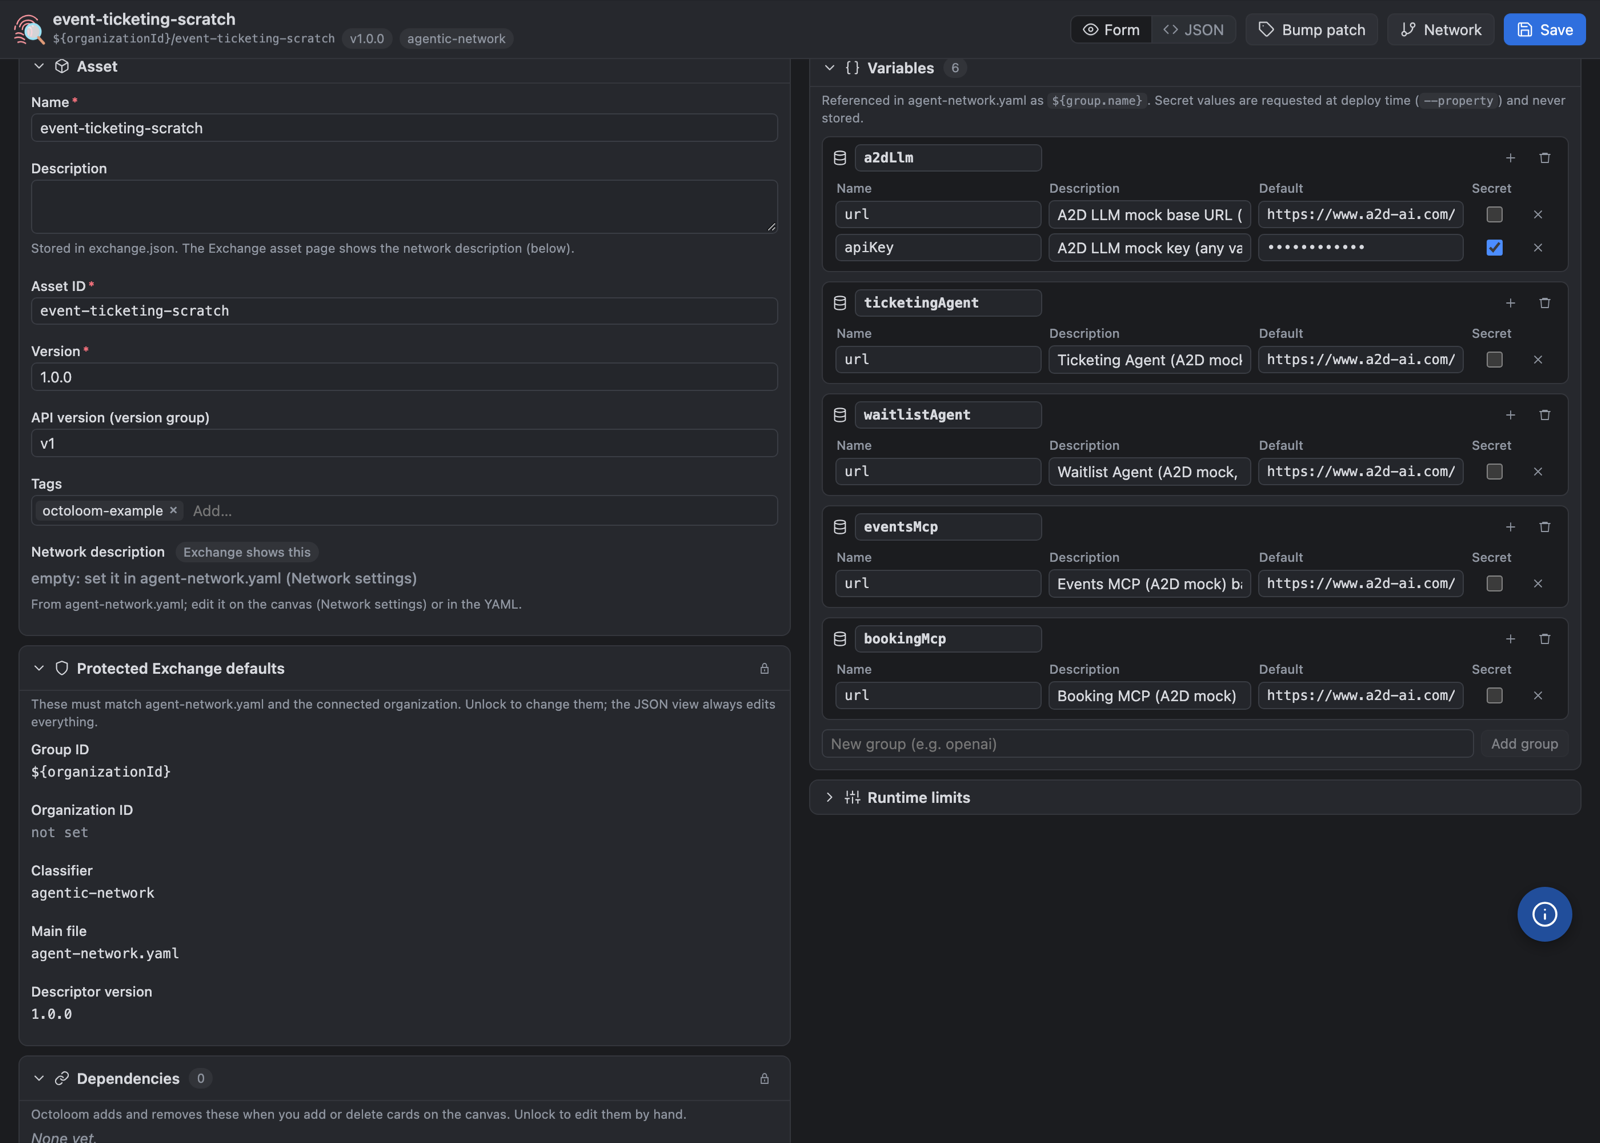 event-ticketing-scratch
${organizationId}/event-ticketing-scratch v1.0.0 agentic-network
Form JSON Bump patch Network Save
Asset
Name*
event-ticketing-scratch
Description
Stored in exchange.json. The Exchange asset page shows the network description (below).
Asset ID*
event-ticketing-scratch
Version*
1.0.0
API version (version group)
v1
Tags
octoloom-example × Add...
Network description Exchange shows this
empty: set it in agent-network.yaml (Network settings)
From agent-network.yaml; edit it on the canvas (Network settings) or in the YAML.
Protected Exchange defaults
These must match agent-network.yaml and the connected organization. Unlock to change them; the JSON view always edits
everything.
Group ID
${organizationId}
Organization ID
not set
Classifier
agentic-network
Main file
agent-network.yaml
Descriptor version
1.0.0
Dependencies 0
Octoloom adds and removes these when you add or delete cards on the canvas. Unlock to edit them by hand.
None yet.
{} Variables 6
Referenced in agent-network.yaml as ${group.name}. Secret values are requested at deploy time (--property) and never
stored.
a2dLlm
Name Description Default Secret
url A2D LLM mock base URL ( https://www.a2d-ai.com/
apiKey A2D LLM mock key (any va ••••••••••••
ticketingAgent
Name Description Default Secret
url Ticketing Agent (A2D mock https://www.a2d-ai.com/
waitlistAgent
Name Description Default Secret
url Waitlist Agent (A2D mock, https://www.a2d-ai.com/
eventsMcp
Name Description Default Secret
url Events MCP (A2D mock) ba https://www.a2d-ai.com/
bookingMcp
Name Description Default Secret
url Booking MCP (A2D mock) https://www.a2d-ai.com/
New group (e.g. openai) Add group
Runtime limits